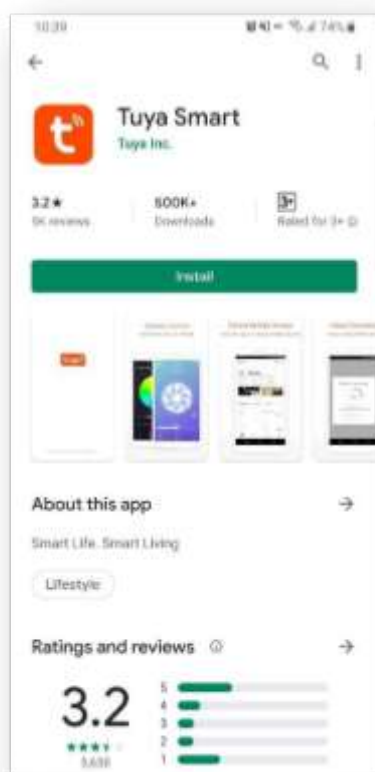 10:39
74%
Tuya Smart
Tuya Inc.
3.2★
500K+
3+
5K reviews
Downloads
Rated for 3+
Install
About this app
Smart Life. Smart Living
Lifestyle
Ratings and reviews
3.2
5
4
3
2
1